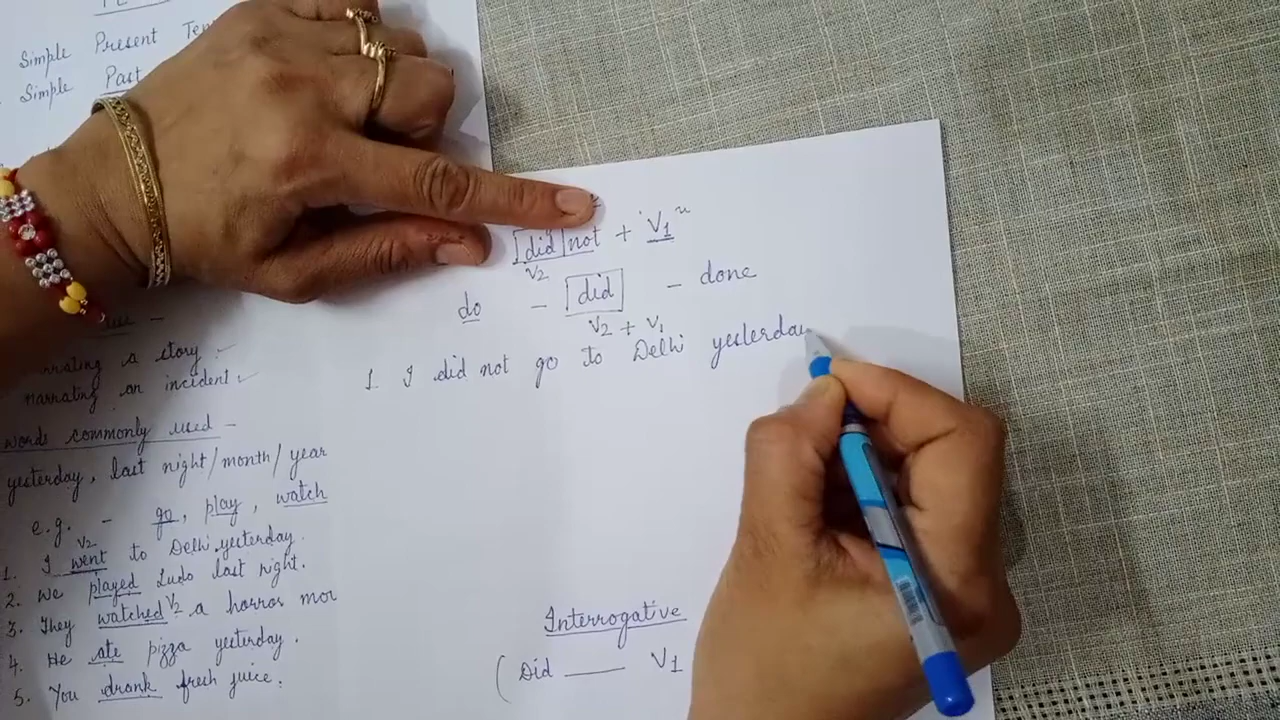 Simple Present Ten
Simple Past
narrating a story. ✓
Narrating an incident ✓
words commonly used -
yesterday, last night/month/year
e.g. - go, play, watch
V2
1. I went to Delhi yesterday.
2. We played Ludo last night.
3. They watched V2 a horror mov
4. He ate pizza yesterday.
5. You drank fresh juice.
did not + V1
V2
do - did - done
V2 + V1
1. I did not go to Delhi yesterday
Interrogative
(Did ____ V1